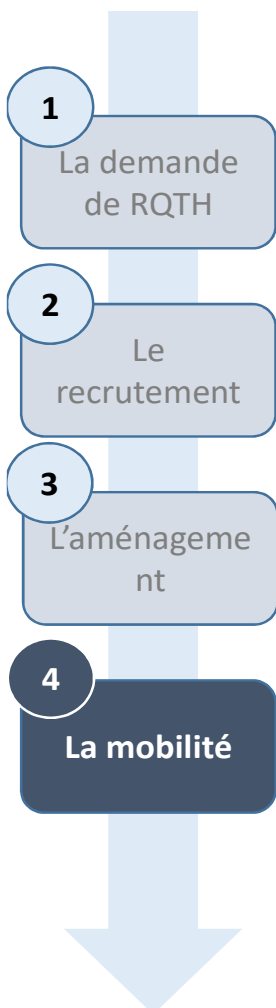 1
La demande
de RQTH
2
Le
recrutement
3
L'aménageme
nt
4
La mobilité